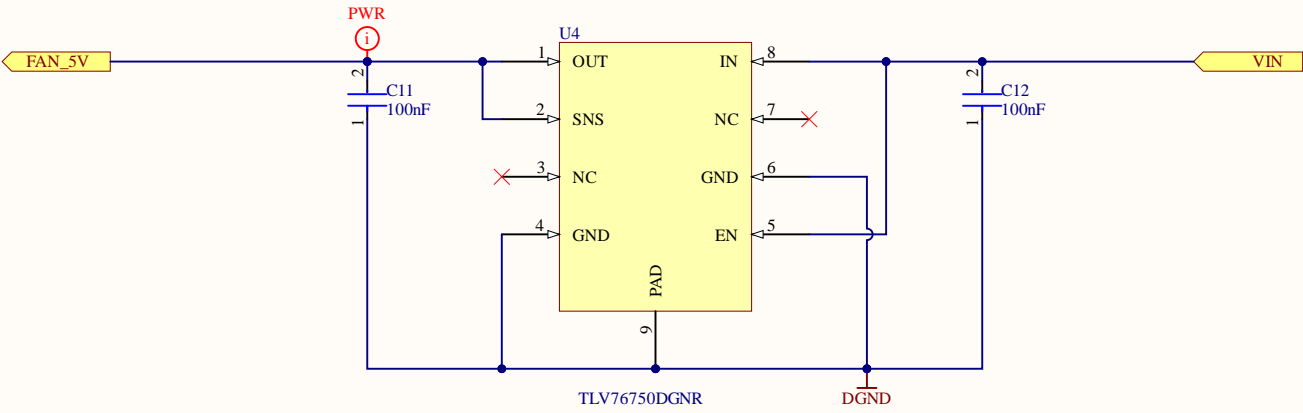 PWR
i
U4
FAN_5V
1
OUT
IN
8
VIN
2
C11
100nF
1
2
SNS
NC
7
2
C12
100nF
1
3
NC
GND
6
4
GND
EN
5
PAD
9
TLV76750DGNR
DGND